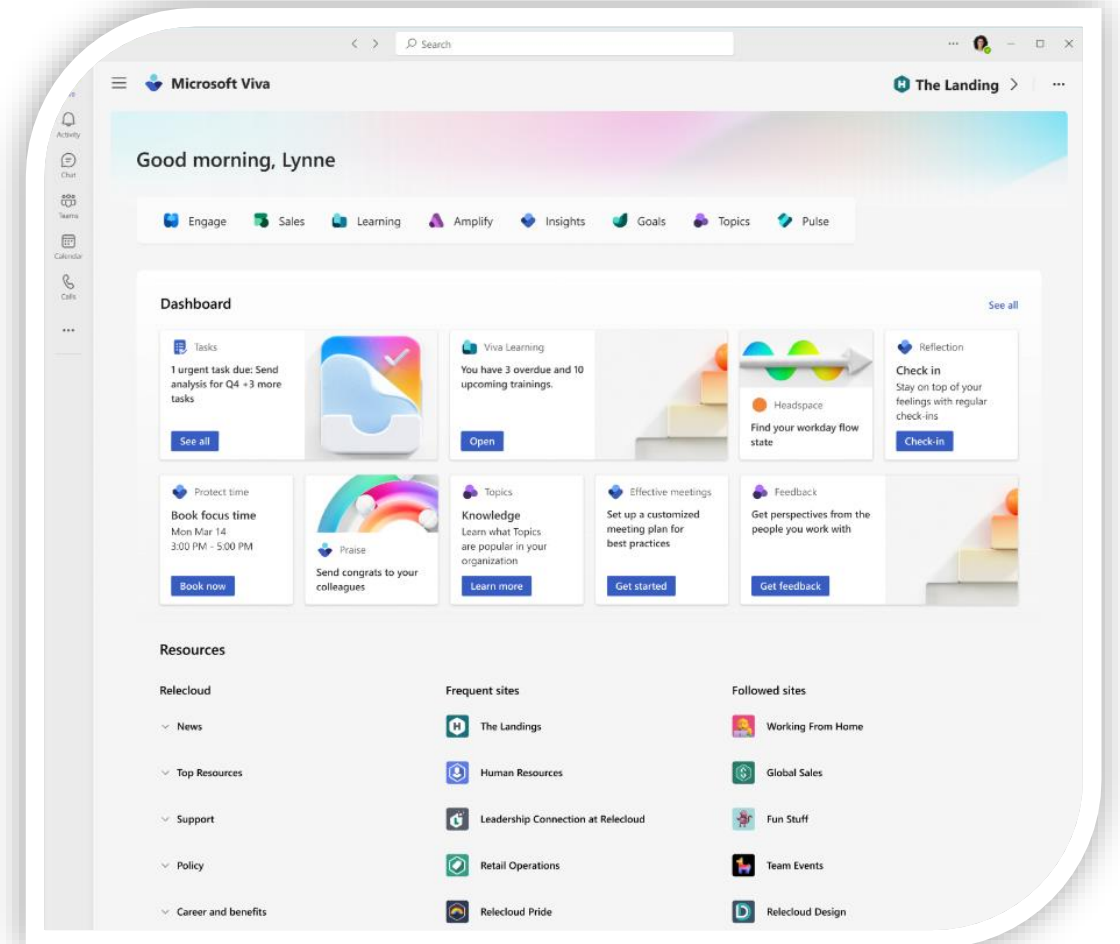 Search
Microsoft Viva
The Landing
Activity
Chat
Teams
Calendar
Calls
Good morning, Lynne
Engage
Sales
Learning
Amplify
Insights
Goals
Topics
Pulse
Dashboard
See all
Tasks
1 urgent task due: Send
analysis for Q4 +3 more
tasks
See all
Viva Learning
You have 3 overdue and 10
upcoming trainings.
Open
Headspace
Find your workday flow
state
Reflection
Check in
Stay on top of your
feelings with regular
check-ins
Check-in
Protect time
Book focus time
Mon Mar 14
3:00 PM - 5:00 PM
Book now
Praise
Send congrats to your
colleagues
Topics
Knowledge
Learn what Topics
are popular in your
organization
Learn more
Effective meetings
Set up a customized
meeting plan for
best practices
Get started
Feedback
Get perspectives from the
people you work with
Get feedback
Resources
Relecloud
News
Top Resources
Support
Policy
Career and benefits
Frequent sites
The Landings
Human Resources
Leadership Connection at Relecloud
Retail Operations
Relecloud Pride
Followed sites
Working From Home
Global Sales
Fun Stuff
Team Events
Relecloud Design